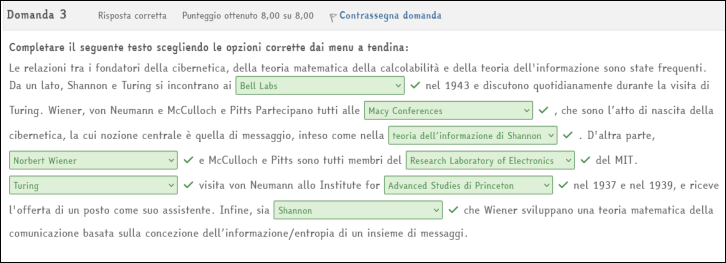 Domanda 3 Risposta corretta Punteggio ottenuto 8,00 su 8,00 Contrassegna domanda
Completare il seguente testo scegliendo le opzioni corrette dai menu a tendina:
Le relazioni tra i fondatori della cibernetica, della teoria matematica della calcolabilità e della teoria dell'informazione sono state frequenti.
Da un lato, Shannon e Turing si incontrano ai Bell Labs nel 1943 e discutono quotidianamente durante la visita di
Turing. Wiener, von Neumann e McCulloch e Pitts Partecipano tutti alle Macy Conferences , che sono l'atto di nascita della
cibernetica, la cui nozione centrale è quella di messaggio, inteso come nella teoria dell'informazione di Shannon . D'altra parte,
Norbert Wiener e McCulloch e Pitts sono tutti membri del Research Laboratory of Electronics del MIT.
Turing visita von Neumann allo Institute for Advanced Studies di Princeton nel 1937 e nel 1939, e riceve
l'offerta di un posto come suo assistente. Infine, sia Shannon che Wiener sviluppano una teoria matematica della
comunicazione basata sulla concezione dell'informazione/entropia di un insieme di messaggi.